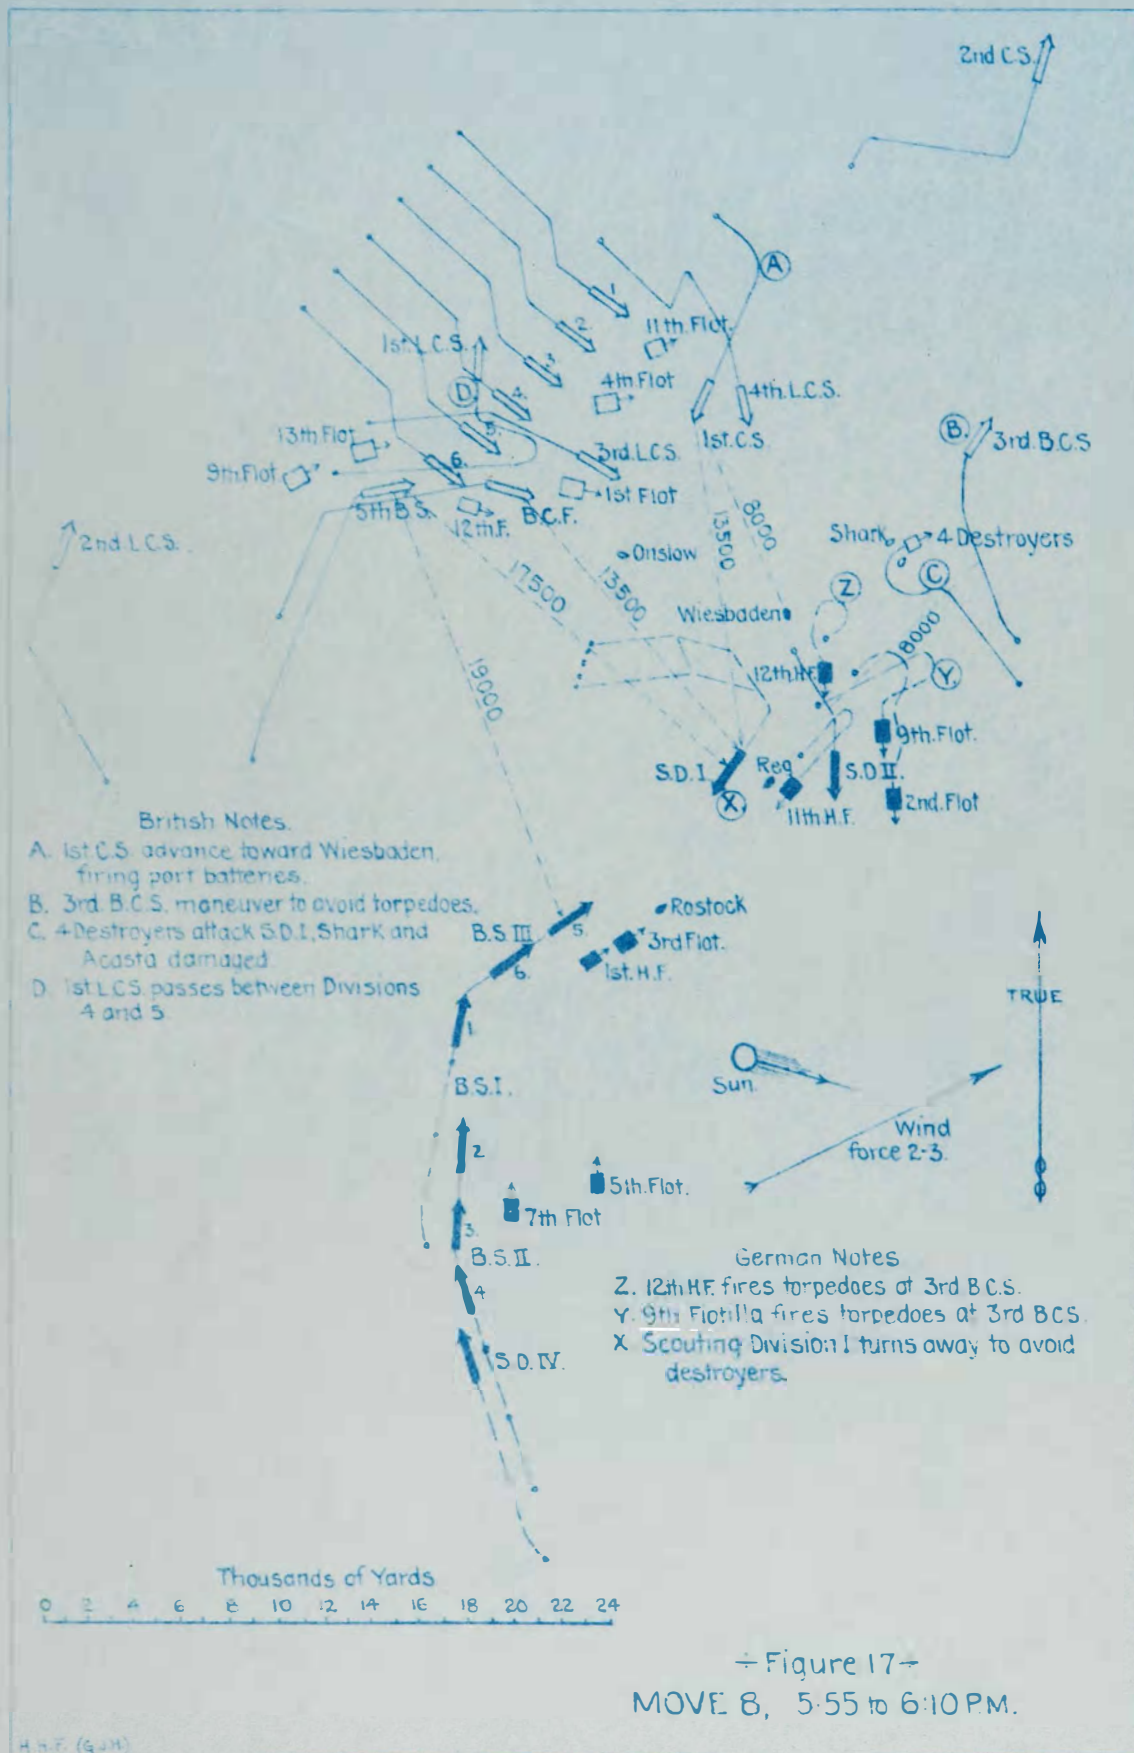 2nd C.S.
A
1
2
3
4.
5.
6.
11th Flot.
1st. L.C.S.
D
4th Flot
4th. L.C.S.
1st. C.S.
13th Flot
9th Flot
3rd. L.C.S.
1st Flot
5th B.S.
12th F.
B.C.F.
B.
3rd. B.C.S
2nd. L.C.S.
Onslow
Shark
4 Destroyers
C
17500
13500
13500
8000
Z
Wiesbaden
8000
12th. H.F.
Y
19000
9th. Flot.
S.D. I
Reg
S.D II.
X
11th H.F.
2nd. Flot
British Notes.
A. 1st C.S. advance toward Wiesbaden,
firing port batteries.
B. 3rd. B.C.S. maneuver to avoid torpedoes.
C. 4 Destroyers attack S.D.I, Shark and
Acasta damaged.
D. 1st L.C.S. passes between Divisions
4 and 5.
B.S III
5.
Rostock
3rd Flot.
6.
1st. H.F.
1.
TRUE
Sun.
B.S.I.
Wind
force 2-3.
2
5th. Flot.
7th Flot
3.
B.S. II.
4
S.D. IV.
German Notes
Z. 12th HF. fires torpedoes at 3rd B C.S.
Y. 9th Flotilla fires torpedoes at 3rd BCS.
X Scouting Division I turns away to avoid
destroyers.
Thousands of Yards
0 2 4 6 8 10 12 14 16 18 20 22 24
Figure 17
MOVE 8, 5·55 to 6:10 P.M.
H.H.F. (G.J.H)